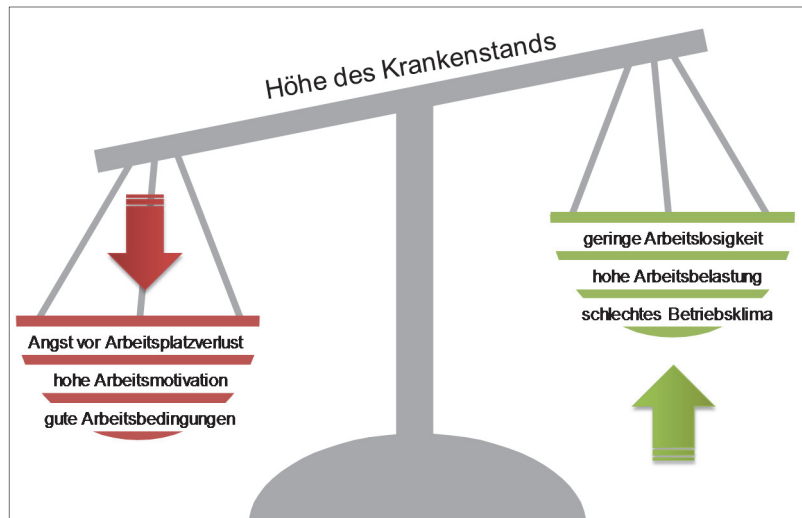 Höhe des Krankenstands
Angst vor Arbeitsplatzverlust
hohe Arbeitsmotivation
gute Arbeitsbedingungen
geringe Arbeitslosigkeit
hohe Arbeitsbelastung
schlechtes Betriebsklima